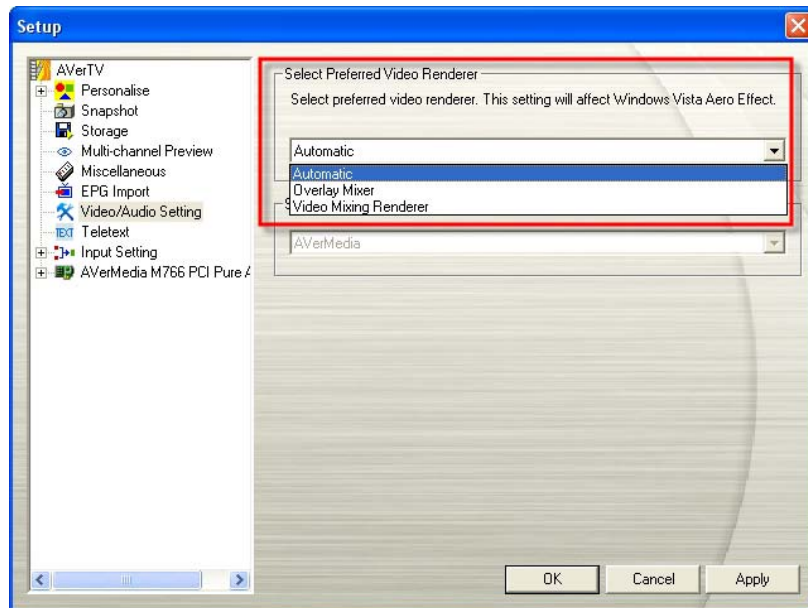 Setup
AVerTV
Personalise
Snapshot
Storage
Multi-channel Preview
Miscellaneous
EPG Import
Video/Audio Setting
TEXT Teletext
Input Setting
AVerMedia M766 PCI Pure
Select Preferred Video Renderer
Select preferred video renderer. This setting will affect Windows Vista Aero Effect.
Automatic
Automatic
Overlay Mixer
Video Mixing Renderer
AVerMedia
OK
Cancel
Apply